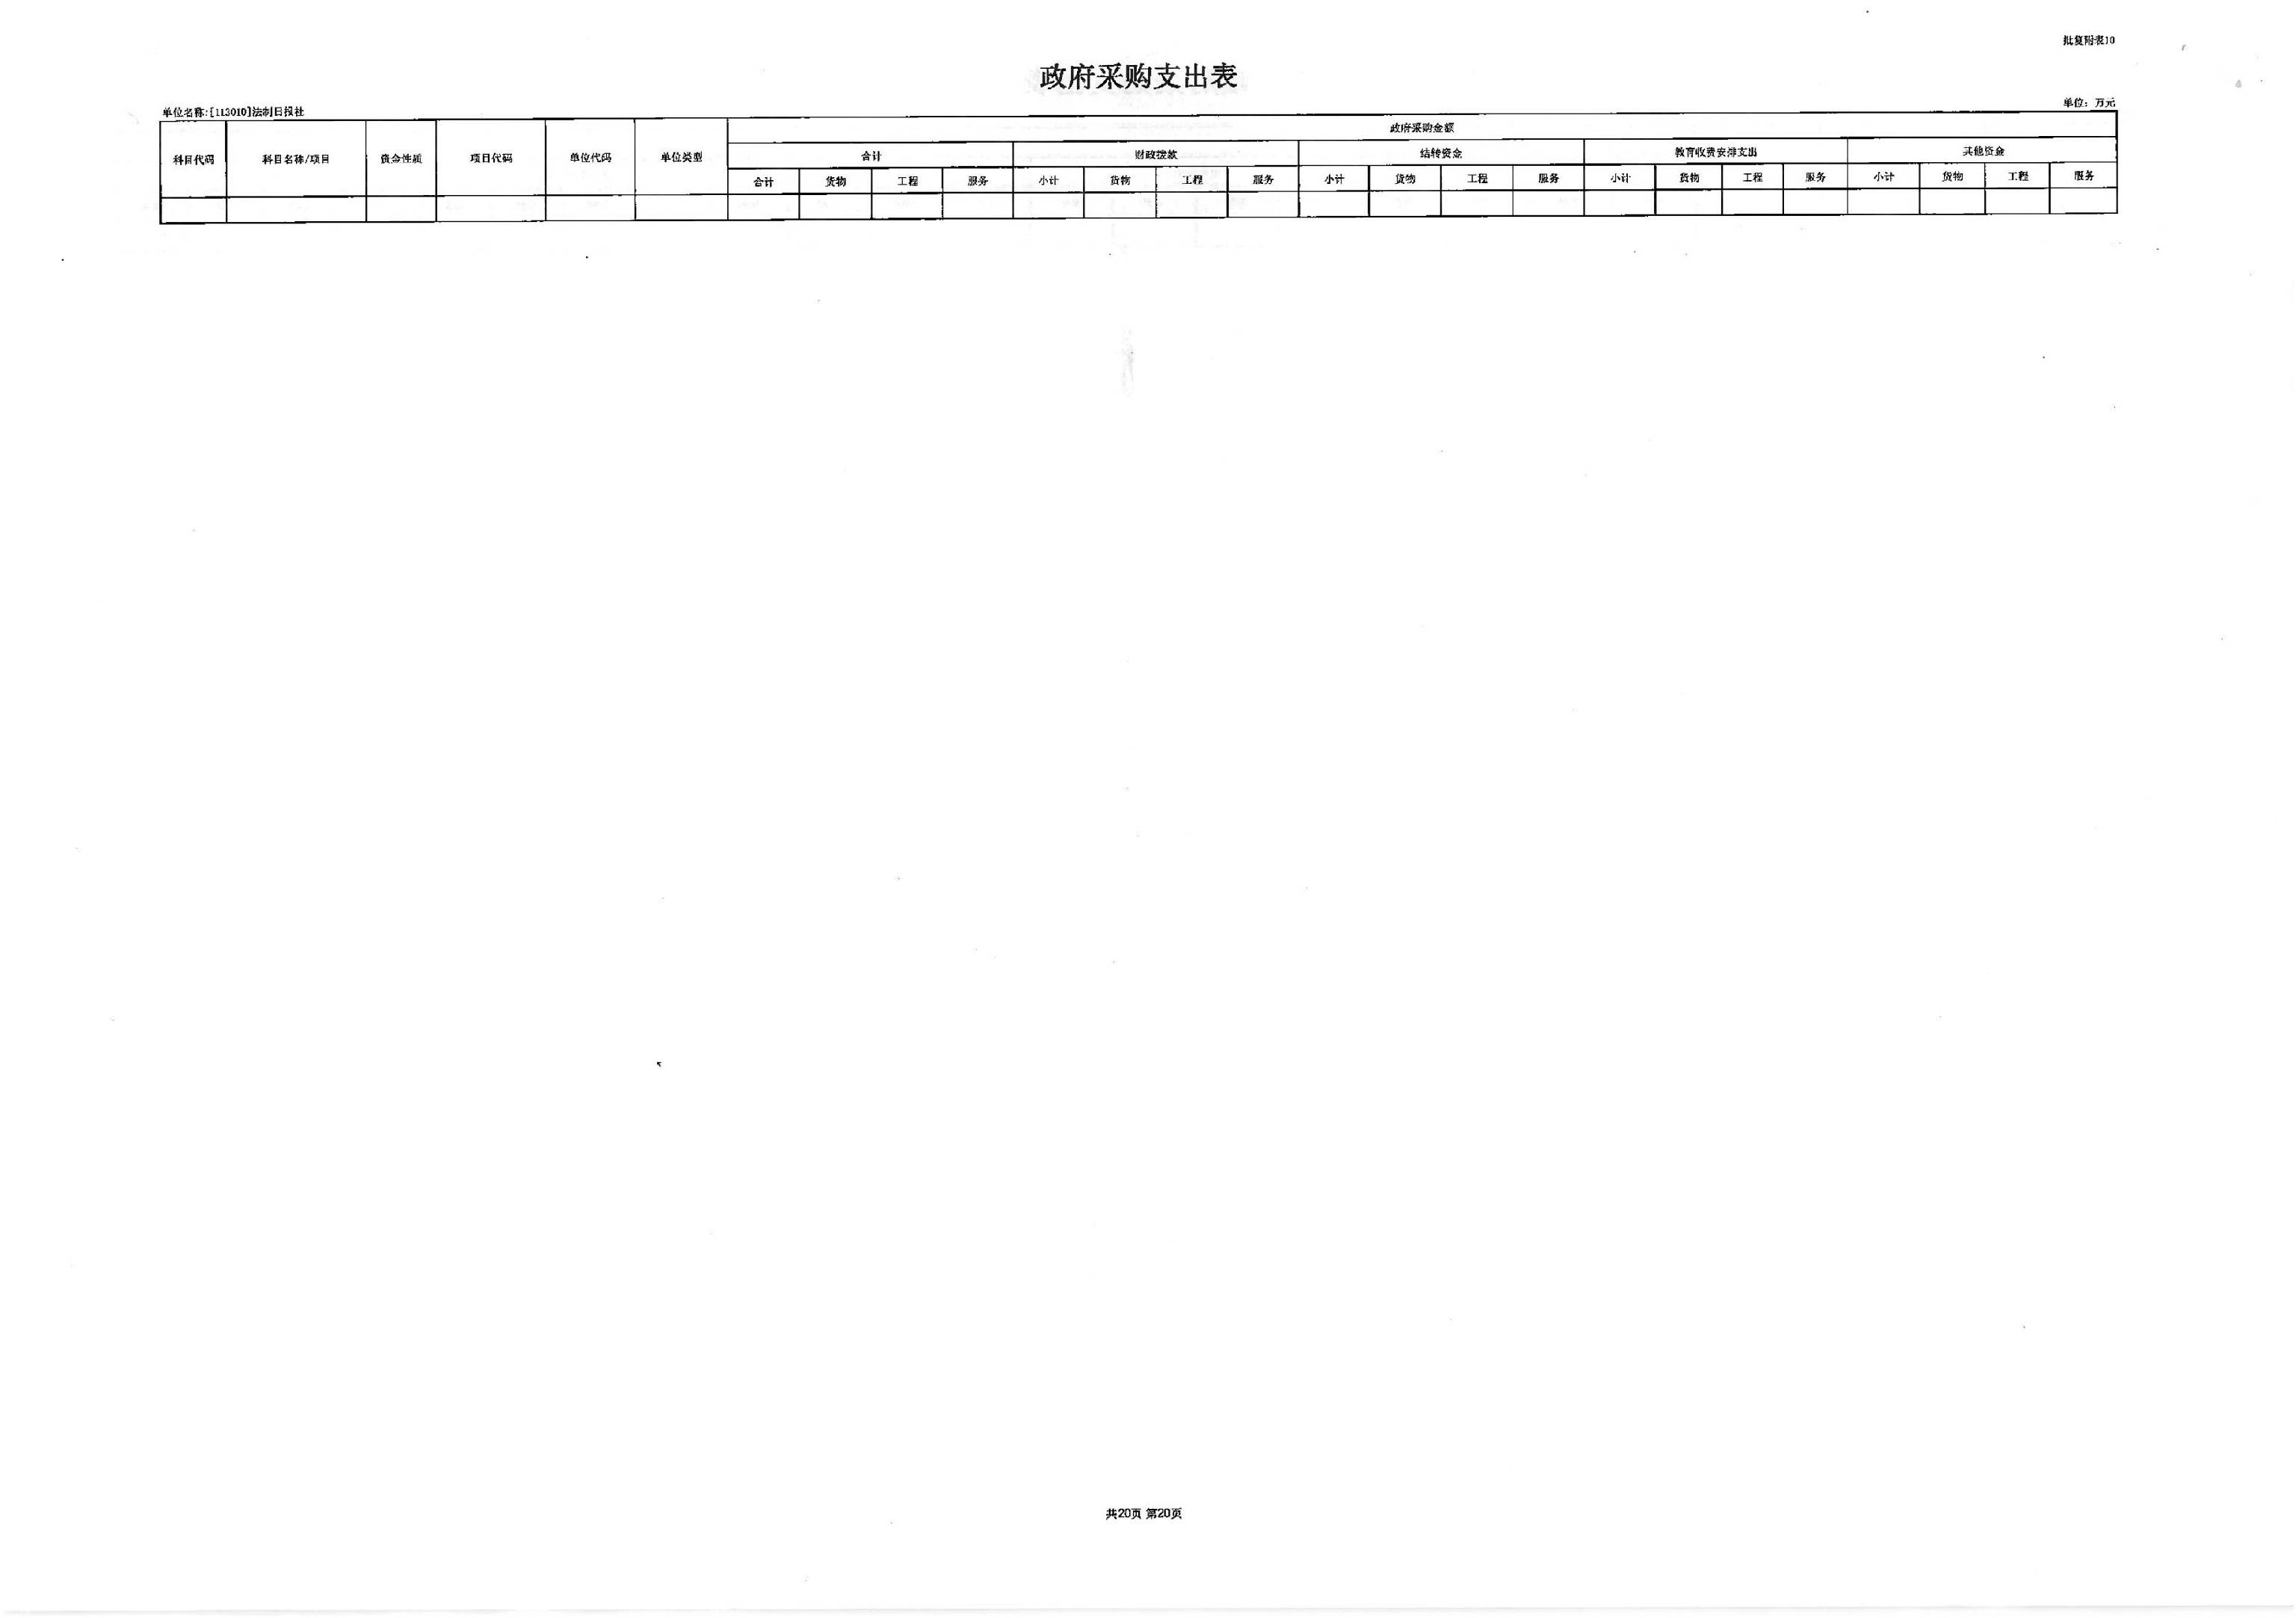 批复附表10
政府采购支出表
单位名称:[113010]法制日报社
单位：万元
科目代码 科目名称/项目 资金性质 项目代码 单位代码 单位类型 政府采购金额
合计 财政拨款 结转资金 教育收费安排支出 其他资金
合计 货物 工程 服务 小计 货物 工程 服务 小计 货物 工程 服务 小计 货物 工程 服务 小计 货物 工程 服务
共20页 第20页